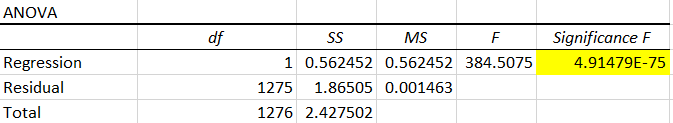 ANOVA
df SS MS F Significance F
Regression 1 0.562452 0.562452 384.5075 4.91479E-75
Residual 1275 1.86505 0.001463
Total 1276 2.427502